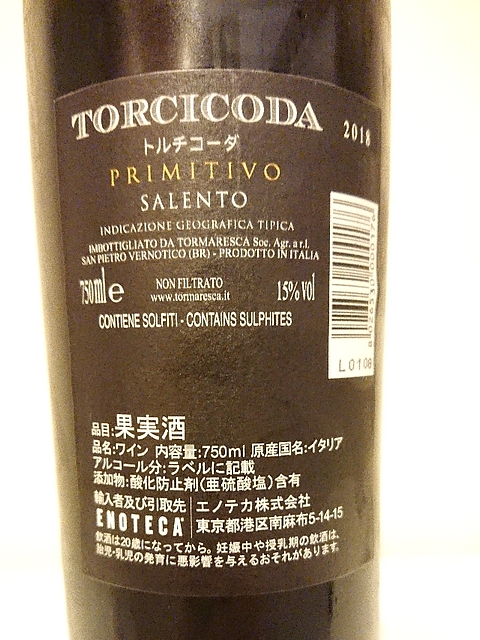 TORCICODA 2018
トルチコーダ
PRIMITIVO
SALENTO
INDICAZIONE GEOGRAFICA TIPICA
IMBOTTIGLIATO DA TORMARESCA Soc. Agr. a r.l.
SAN PIETRO VERNOTICO (BR) - PRODOTTO IN ITALIA
750ml e NON FILTRATO 15% vol
www.tormaresca.it
CONTIENE SOLFITI - CONTAINS SULPHITES
L0108
品目:果実酒
品名:ワイン 内容量:750ml 原産国名:イタリア
アルコール分:ラベルに記載
添加物:酸化防止剤(亜硫酸塩)含有
輸入者及び引取先 エノテカ株式会社
ENOTECA 東京都港区南麻布5-14-15
飲酒は20歳になってから。妊娠中や授乳期の飲酒は、
胎児・乳児の発育に悪影響を与えるおそれがあります。